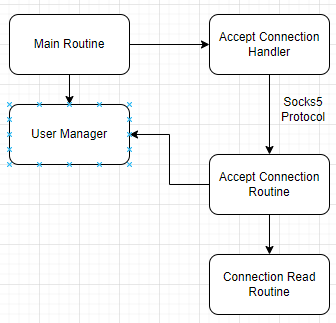 Main Routine
Accept Connection
Handler
Socks5
Protocol
User Manager
Accept Connection
Routine
Connection Read
Routine